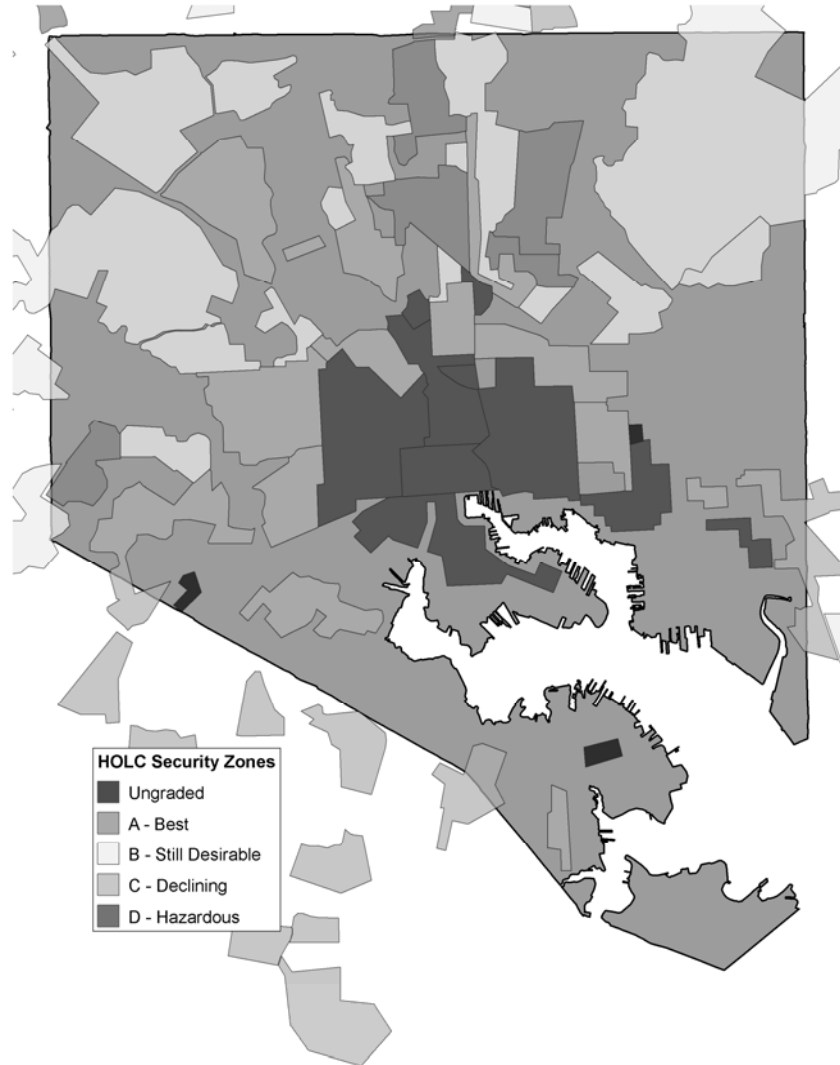 HOLC Security Zones
Ungraded
A - Best
B - Still Desirable
C - Declining
D - Hazardous